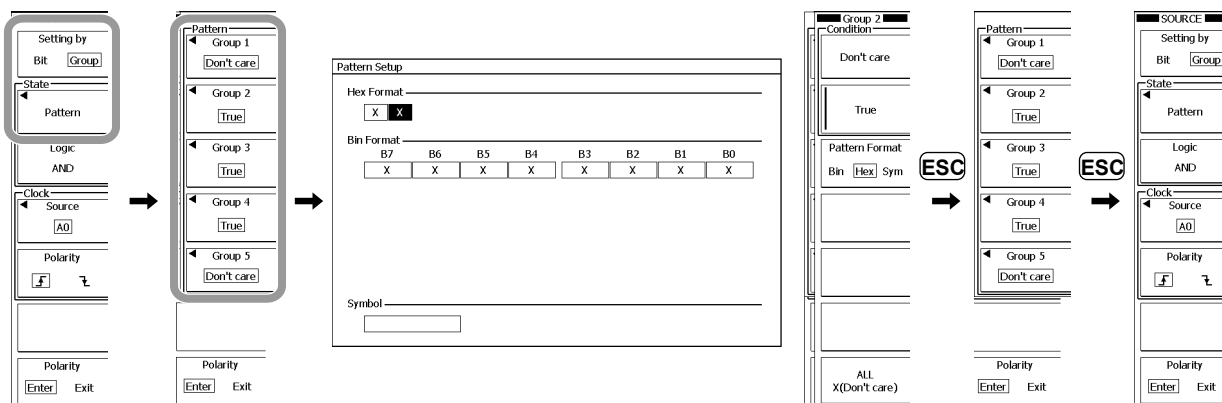 Setting by
Bit Group
State
Pattern
Logic
AND
Clock
Source
A0
Polarity
Polarity
Enter Exit
Pattern
Group 1
Don't care
Group 2
True
Group 3
True
Group 4
True
Group 5
Don't care
Polarity
Enter Exit
Pattern Setup
Hex Format
X X
Bin Format
B7 B6 B5 B4 B3 B2 B1 B0
X X X X X X X X
Symbol
Group 2
Condition
Don't care
True
Pattern Format
Bin Hex Sym
ALL
X(Don't care)
ESC
Pattern
Group 1
Don't care
Group 2
True
Group 3
True
Group 4
True
Group 5
Don't care
Polarity
Enter Exit
ESC
SOURCE
Setting by
Bit Group
State
Pattern
Logic
AND
Clock
Source
A0
Polarity
Polarity
Enter Exit